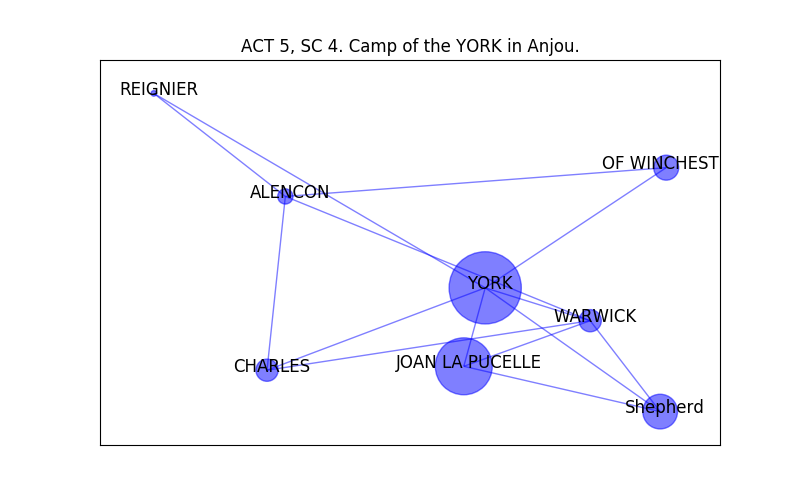 ACT 5, SC 4. Camp of the YORK in Anjou.
REIGNIER
OF WINCHEST
ALENCON
YORK
WARWICK
CHARLES
JOAN LA PUCELLE
Shepherd